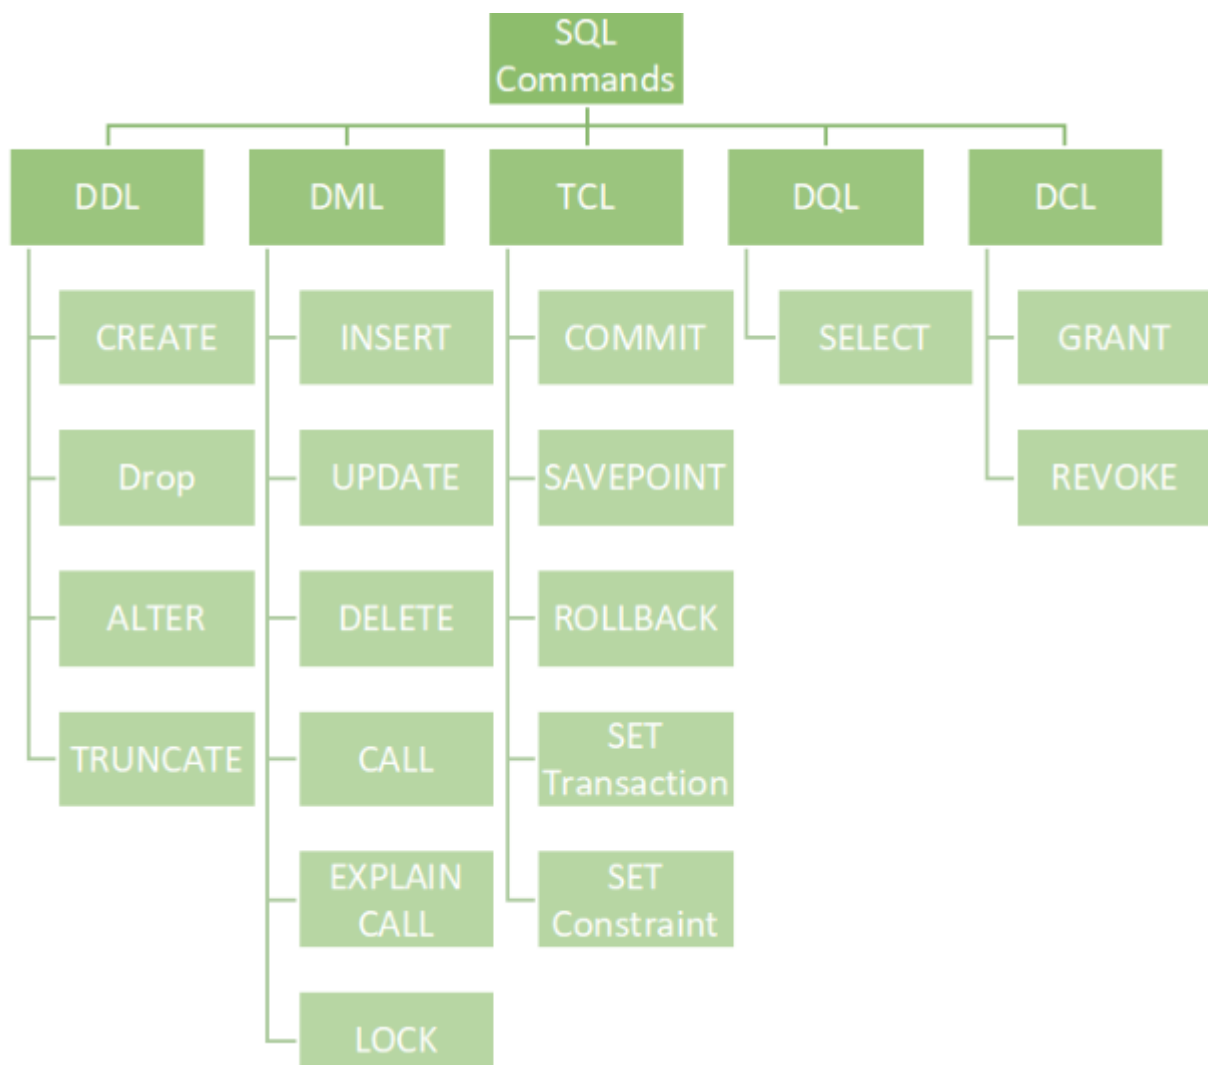 SQL
Commands
DDL
DML
TCL
DQL
DCL
CREATE
INSERT
COMMIT
SELECT
GRANT
Drop
UPDATE
SAVEPOINT
REVOKE
ALTER
DELETE
ROLLBACK
TRUNCATE
CALL
SET
Transaction
EXPLAIN
CALL
SET
Constraint
LOCK